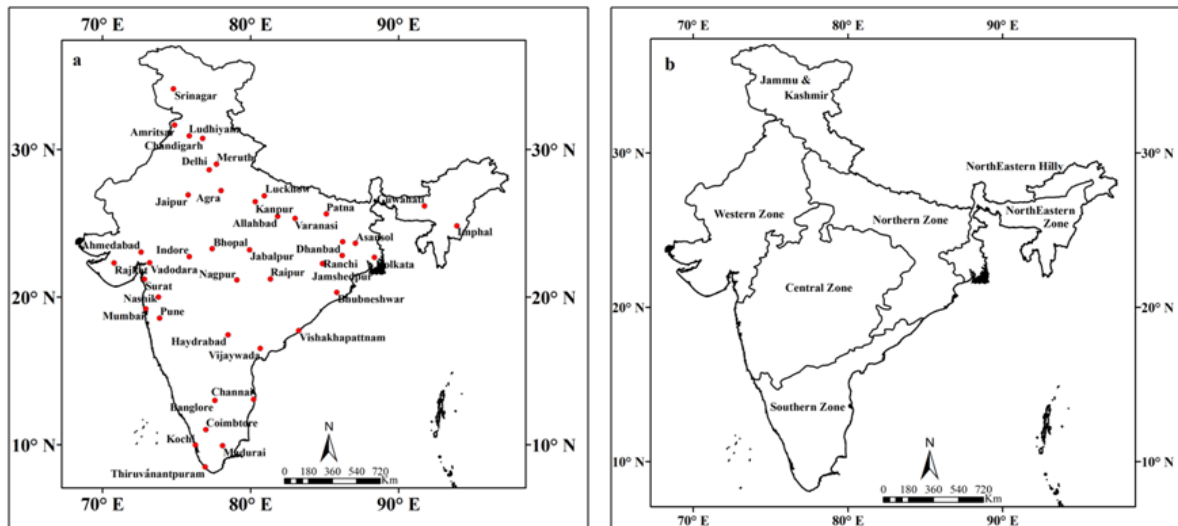 70° E 80° E 90° E
a
Srinagar
Amritsar Ludhiyana
Chandigarh
30° N
Delhi Meruth
Jaipur Agra Lucknow
Kanpur Patna Guwahati
Allahbad Varanasi
Imphal
Ahmedabad Indore Bhopal Dhanbad Asansol
Jabalpur
Rajkot Vadodara Ranchi Kolkata
Nagpur Raipur Jamshedpur
Surat
20° N
Nashik Bhubneshwar
Mumbai Pune
Haydrabad Vishakhapattnam
Vijaywada
Channai
Banglore
Coimbtore
10° N
Kochi Madurai
Thiruvanantpuram
N
0 180 360 540 720
Km
70° E 80° E 90° E
30° N
20° N
10° N
70° E 80° E 90° E
b
Jammu &
Kashmir
30° N 30° N
NorthEastern Hilly
Western Zone Northern Zone NorthEastern
Zone
Central Zone
20° N 20° N
Southern Zone
10° N 10° N
N
0 180 360 540 720
Km
70° E 80° E 90° E